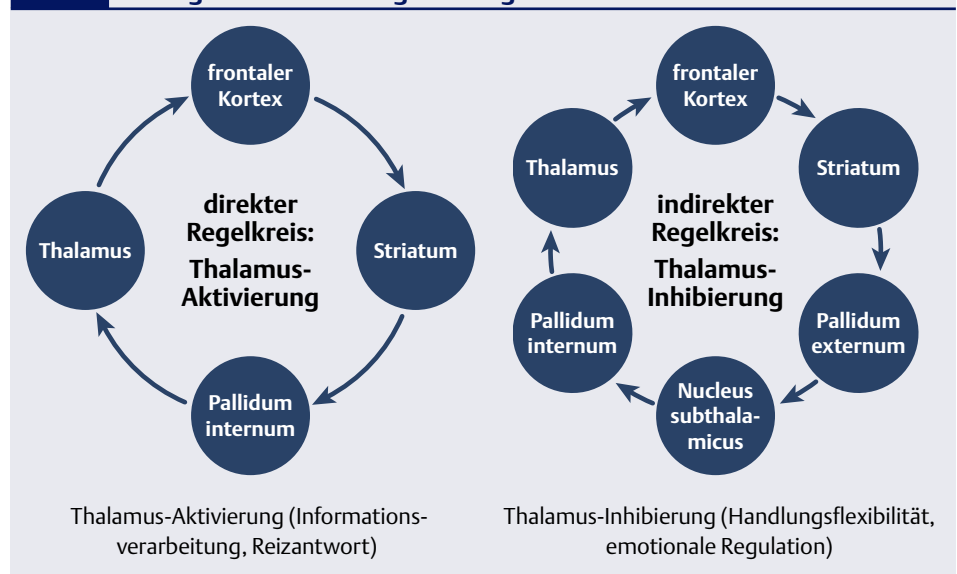 frontaler
Kortex
Thalamus
direkter
Regelkreis:
Thalamus-
Aktivierung
Striatum
Pallidum
internum
Thalamus-Aktivierung (Informations-
verarbeitung, Reizantwort)
frontaler
Kortex
Thalamus
Striatum
indirekter
Regelkreis:
Thalamus-
Inhibierung
Pallidum
internum
Pallidum
externum
Nucleus
subthala-
micus
Thalamus-Inhibierung (Handlungsflexibilität,
emotionale Regulation)